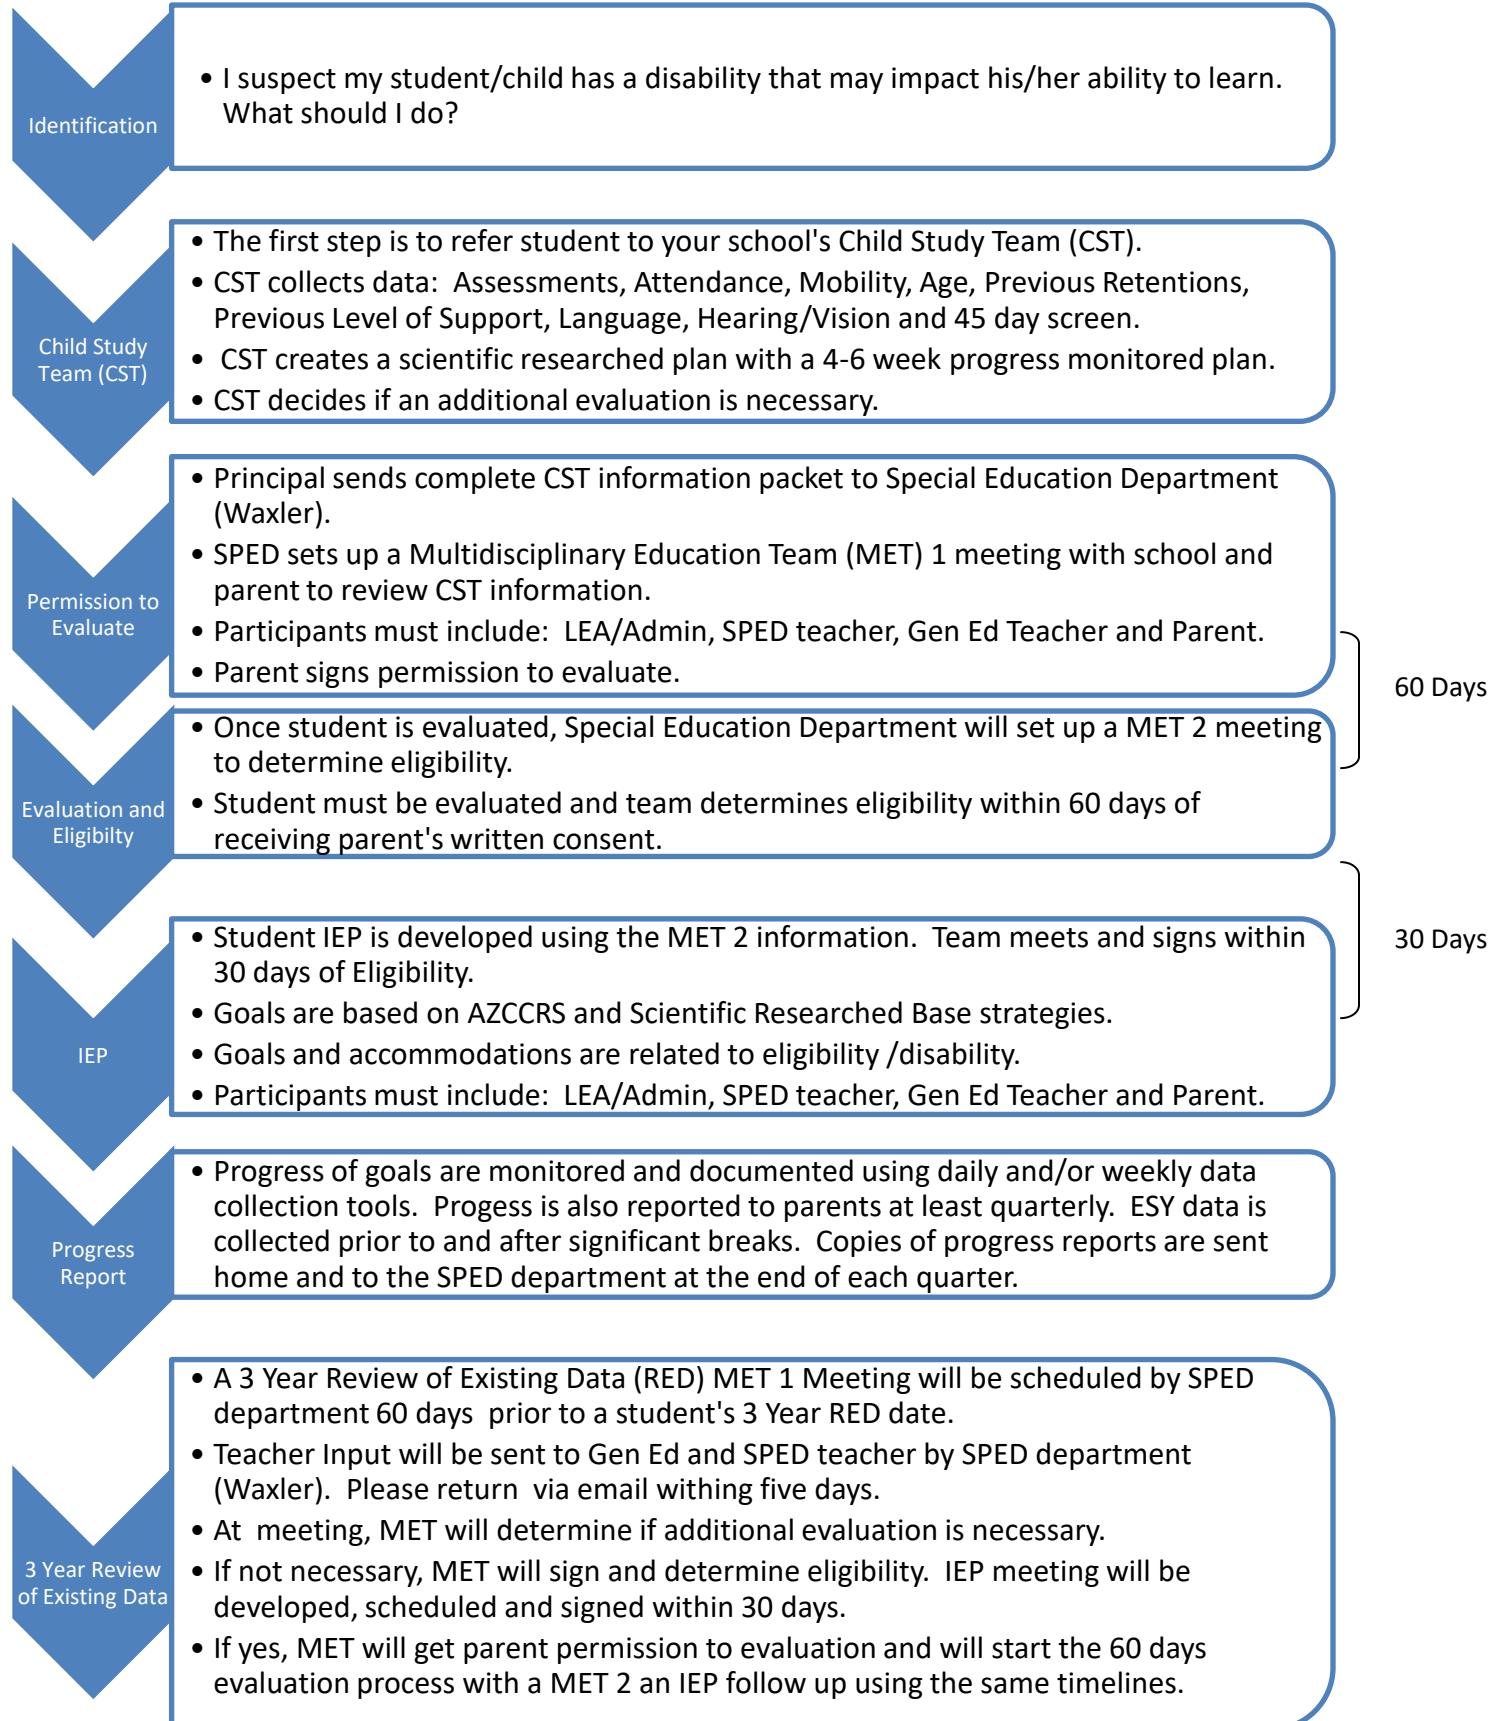 Identification
• I suspect my student/child has a disability that may impact his/her ability to learn.
What should I do?
Child Study
Team (CST)
• The first step is to refer student to your school's Child Study Team (CST).
• CST collects data:  Assessments, Attendance, Mobility, Age, Previous Retentions,
Previous Level of Support, Language, Hearing/Vision and 45 day screen.
• CST creates a scientific researched plan with a 4-6 week progress monitored plan.
• CST decides if an additional evaluation is necessary.
Permission to
Evaluate
• Principal sends complete CST information packet to Special Education Department
(Waxler).
• SPED sets up a Multidisciplinary Education Team (MET) 1 meeting with school and
parent to review CST information.
• Participants must include:  LEA/Admin, SPED teacher, Gen Ed Teacher and Parent.
• Parent signs permission to evaluate.
60 Days
Evaluation and
Eligibilty
• Once student is evaluated, Special Education Department will set up a MET 2 meeting
to determine eligibility.
• Student must be evaluated and team determines eligibility within 60 days of
receiving parent's written consent.
30 Days
IEP
• Student IEP is developed using the MET 2 information.  Team meets and signs within
30 days of Eligibility.
• Goals are based on AZCCRS and Scientific Researched Base strategies.
• Goals and accommodations are related to eligibility /disability.
• Participants must include:  LEA/Admin, SPED teacher, Gen Ed Teacher and Parent.
Progress
Report
• Progress of goals are monitored and documented using daily and/or weekly data
collection tools.  Progess is also reported to parents at least quarterly.  ESY data is
collected prior to and after significant breaks.  Copies of progress reports are sent
home and to the SPED department at the end of each quarter.
3 Year Review
of Existing Data
• A 3 Year Review of Existing Data (RED) MET 1 Meeting will be scheduled by SPED
department 60 days  prior to a student's 3 Year RED date.
• Teacher Input will be sent to Gen Ed and SPED teacher by SPED department
(Waxler).  Please return  via email withing five days.
• At  meeting, MET will determine if additional evaluation is necessary.
• If not necessary, MET will sign and determine eligibility.  IEP meeting will be
developed, scheduled and signed within 30 days.
• If yes, MET will get parent permission to evaluation and will start the 60 days
evaluation process with a MET 2 an IEP follow up using the same timelines.